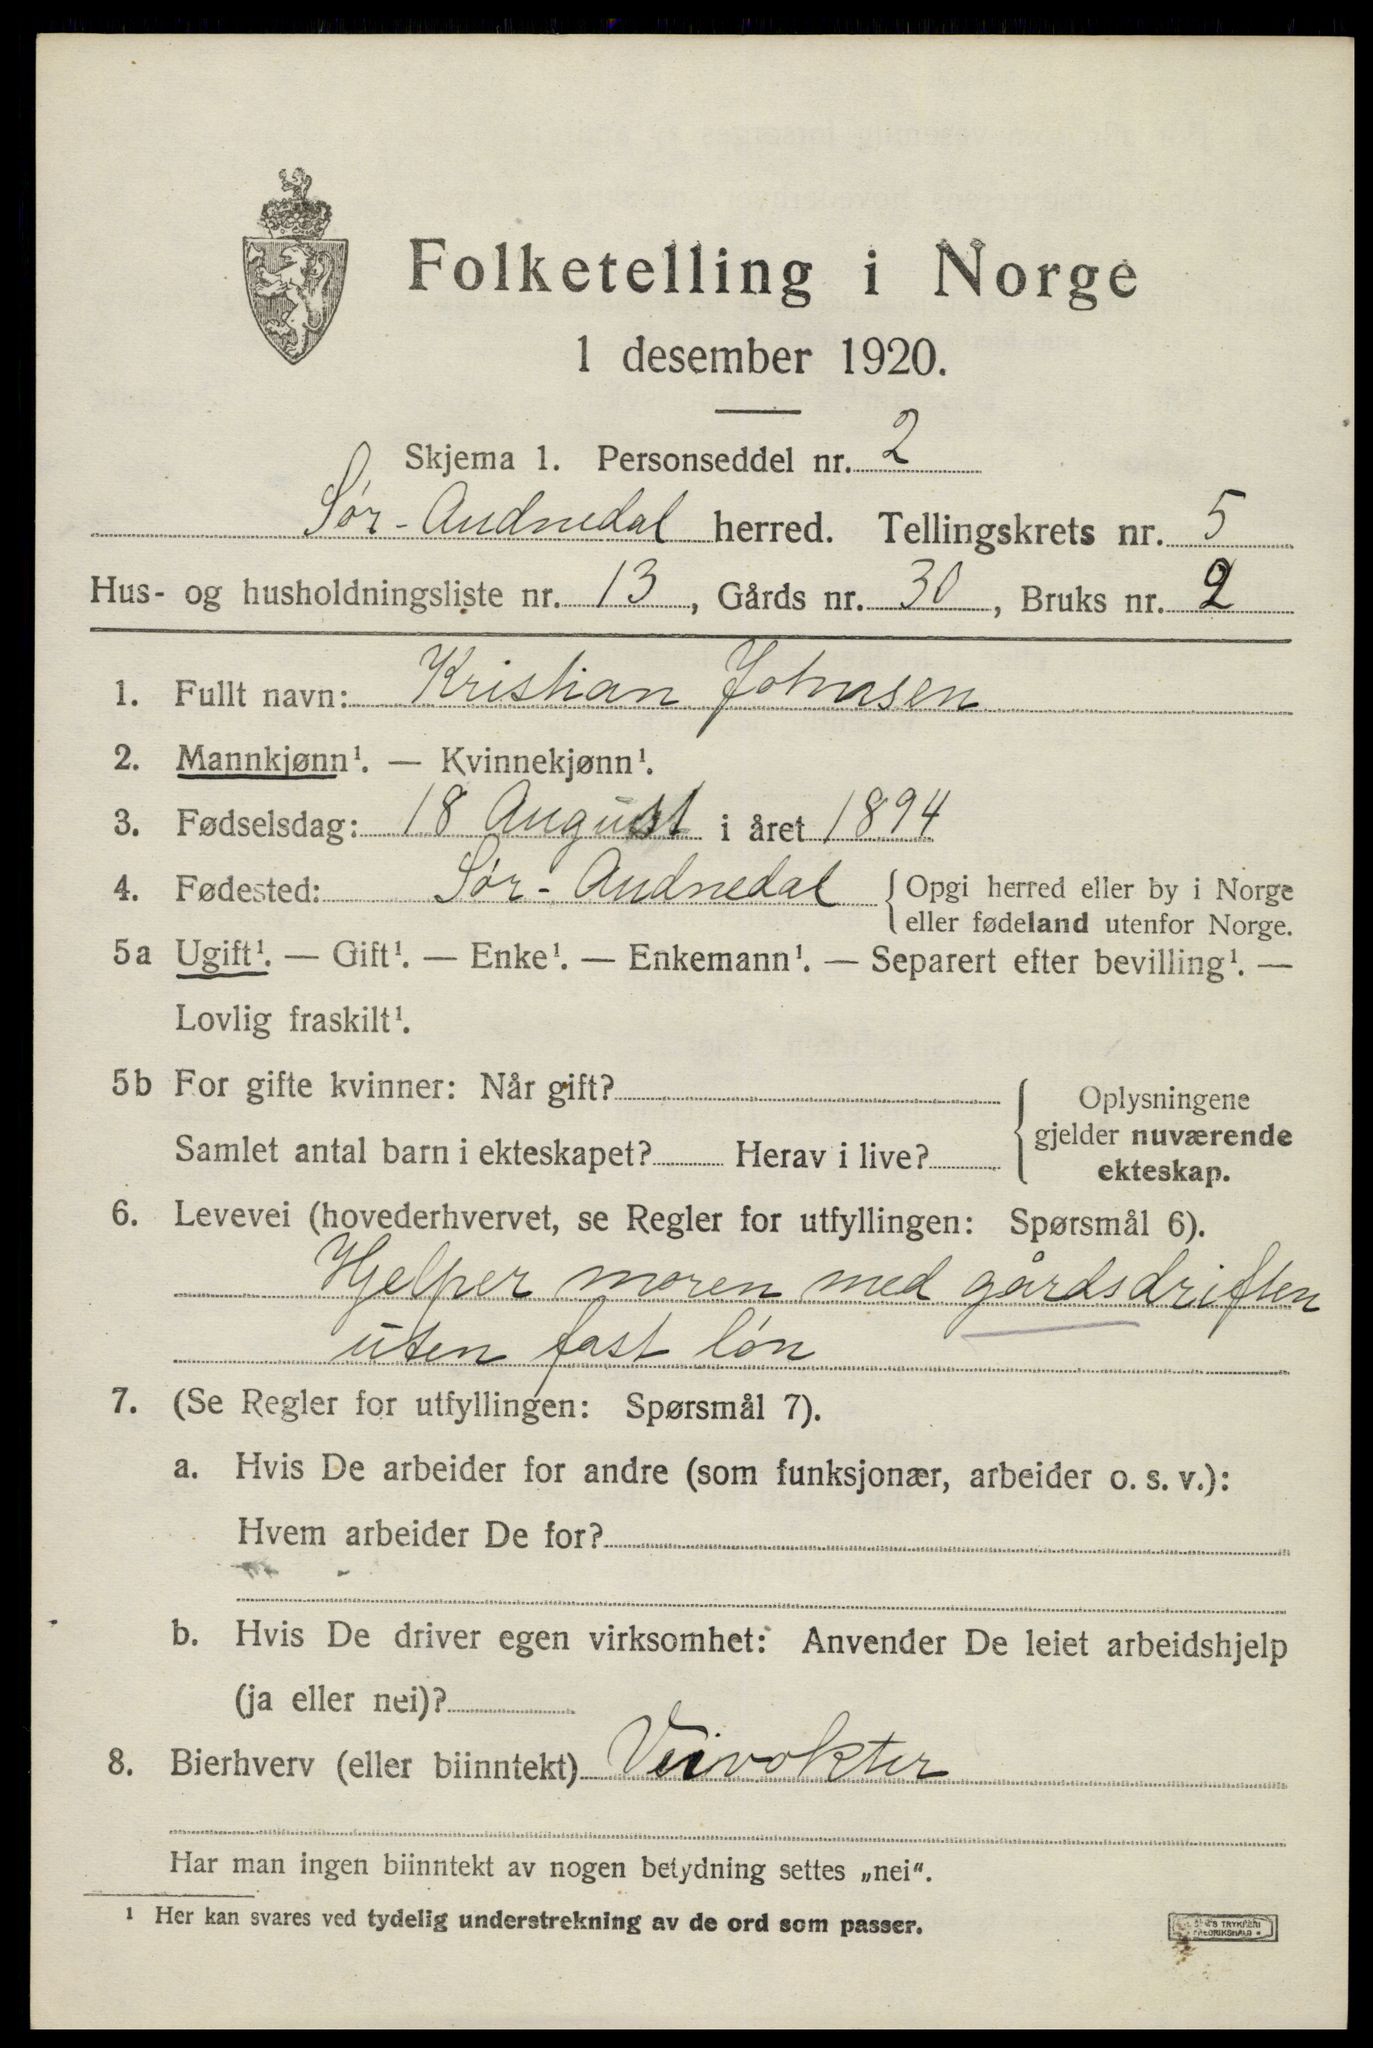 Folketelling i Norge
1 desember 1920.
Skjema 1. Personseddel nr. 2
Sør-Audnedal herred. Tellingskrets nr. 5
Hus- og husholdningsliste nr. 13, Gårds nr. 30, Bruks nr. 2
1. Fullt navn: Kristian Johnsen
2. Mannkjønn¹. — Kvinnekjønn¹.
3. Fødselsdag: 18 August i året 1894
4. Fødested: Sør-Audnedal { Opgi herred eller by i Norge
eller fødeland utenfor Norge.
5a Ugift¹. — Gift¹. — Enke¹. — Enkemann¹. — Separert efter bevilling¹. —
Lovlig fraskilt¹.
5b For gifte kvinner: Når gift?
Samlet antal barn i ekteskapet? Herav i live?
Oplysningene
gjelder nuværende
ekteskap.
6. Levevei (hovederhvervet, se Regler for utfyllingen: Spørsmål 6).
Hjelper moren med gårdsdriften
uten fast løn
7. (Se Regler for utfyllingen: Spørsmål 7).
a. Hvis De arbeider for andre (som funksjonær, arbeider o. s. v.):
Hvem arbeider De for?
b. Hvis De driver egen virksomhet: Anvender De leiet arbeidshjelp
(ja eller nei)?
8. Bierhverv (eller biinntekt) Veivokter
Har man ingen biinntekt av nogen betydning settes „nei“.
¹ Her kan svares ved tydelig understrekning av de ord som passer.